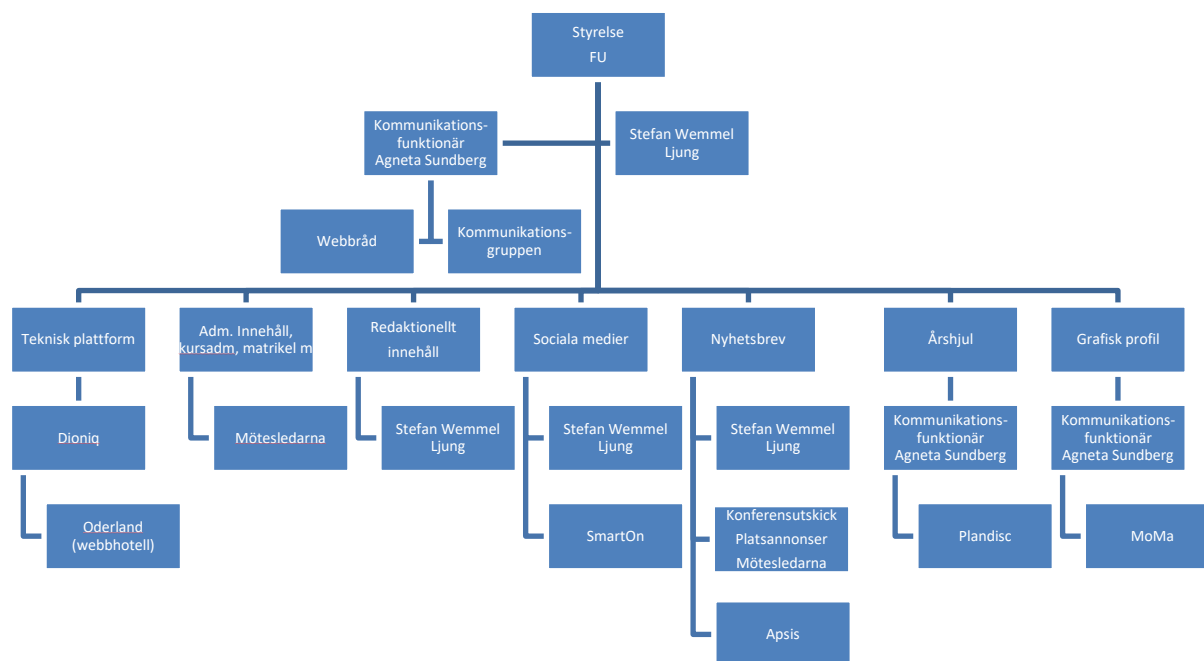 Styrelse
FU
Kommunikations-
funktionär
Agneta Sundberg
Stefan Wemmel
Ljung
Webbråd
Kommunikations-
gruppen
Teknisk plattform
Adm. Innehåll,
kursadm, matrikel m
Redaktionellt
innehåll
Sociala medier
Nyhetsbrev
Årshjul
Grafisk profil
Dioniq
Mötesledarna
Stefan Wemmel
Ljung
Stefan Wemmel
Ljung
Stefan Wemmel
Ljung
Kommunikations-
funktionär
Agneta Sundberg
Kommunikations-
funktionär
Agneta Sundberg
Oderland
(webbhotell)
SmartOn
Konferensutskick
Platsannonser
Mötesledarna
Plandisc
MoMa
Apsis